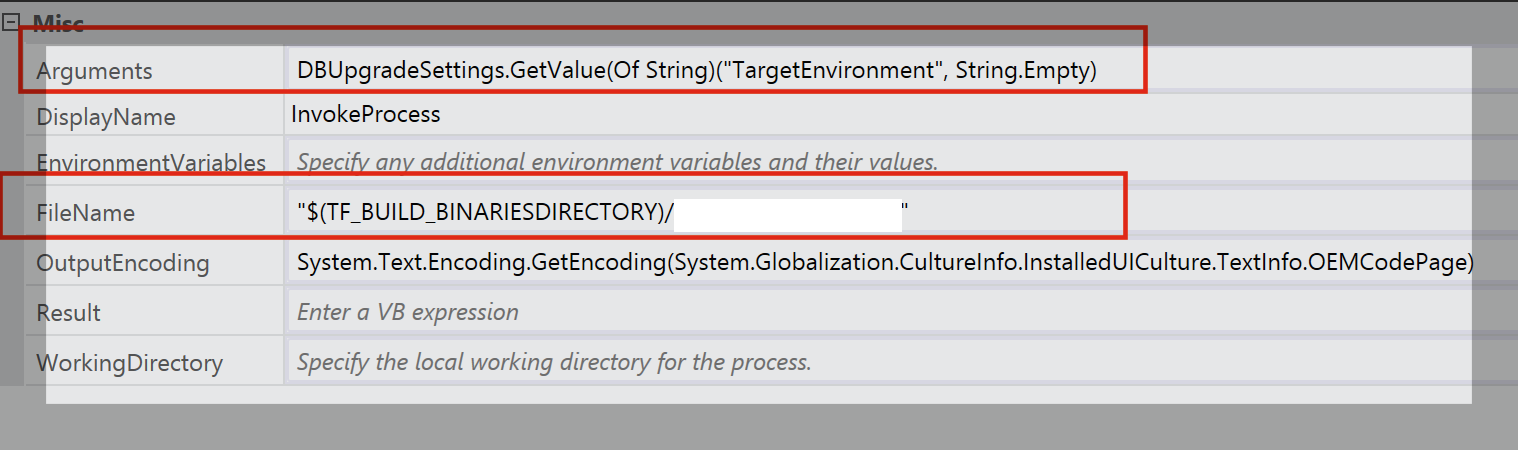 Misc
Arguments DBUpgradeSettings.GetValue(Of String)("TargetEnvironment", String.Empty)
DisplayName InvokeProcess
EnvironmentVariables Specify any additional environment variables and their values.
FileName "$(TF_BUILD_BINARIESDIRECTORY)/ "
OutputEncoding System.Text.Encoding.GetEncoding(System.Globalization.CultureInfo.InstalledUICulture.TextInfo.OEMCodePage)
Result Enter a VB expression
WorkingDirectory Specify the local working directory for the process.